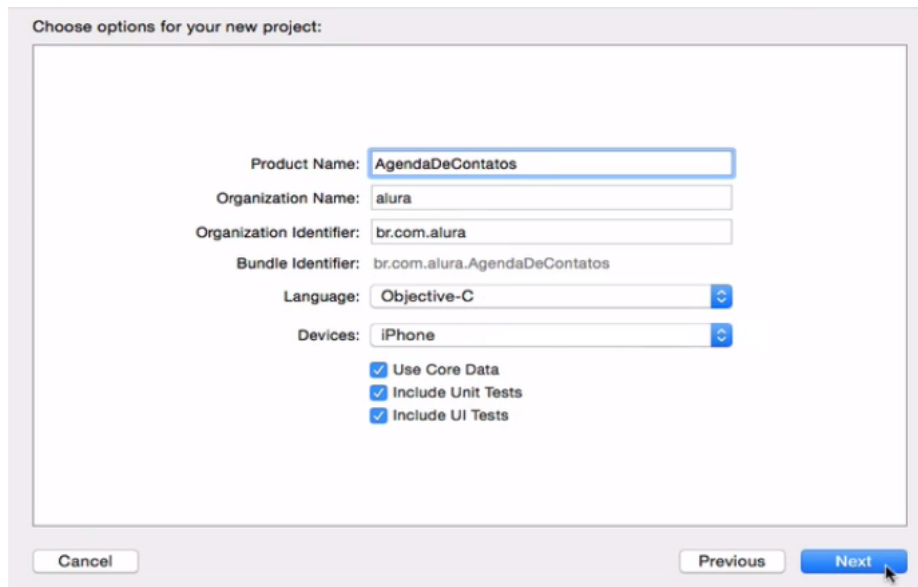 Choose options for your new project:
Product Name: AgendaDeContatos
Organization Name: alura
Organization Identifier: br.com.alura
Bundle Identifier: br.com.alura.AgendaDeContatos
Language: Objective-C
Devices: iPhone
Use Core Data
Include Unit Tests
Include UI Tests
Cancel Previous Next